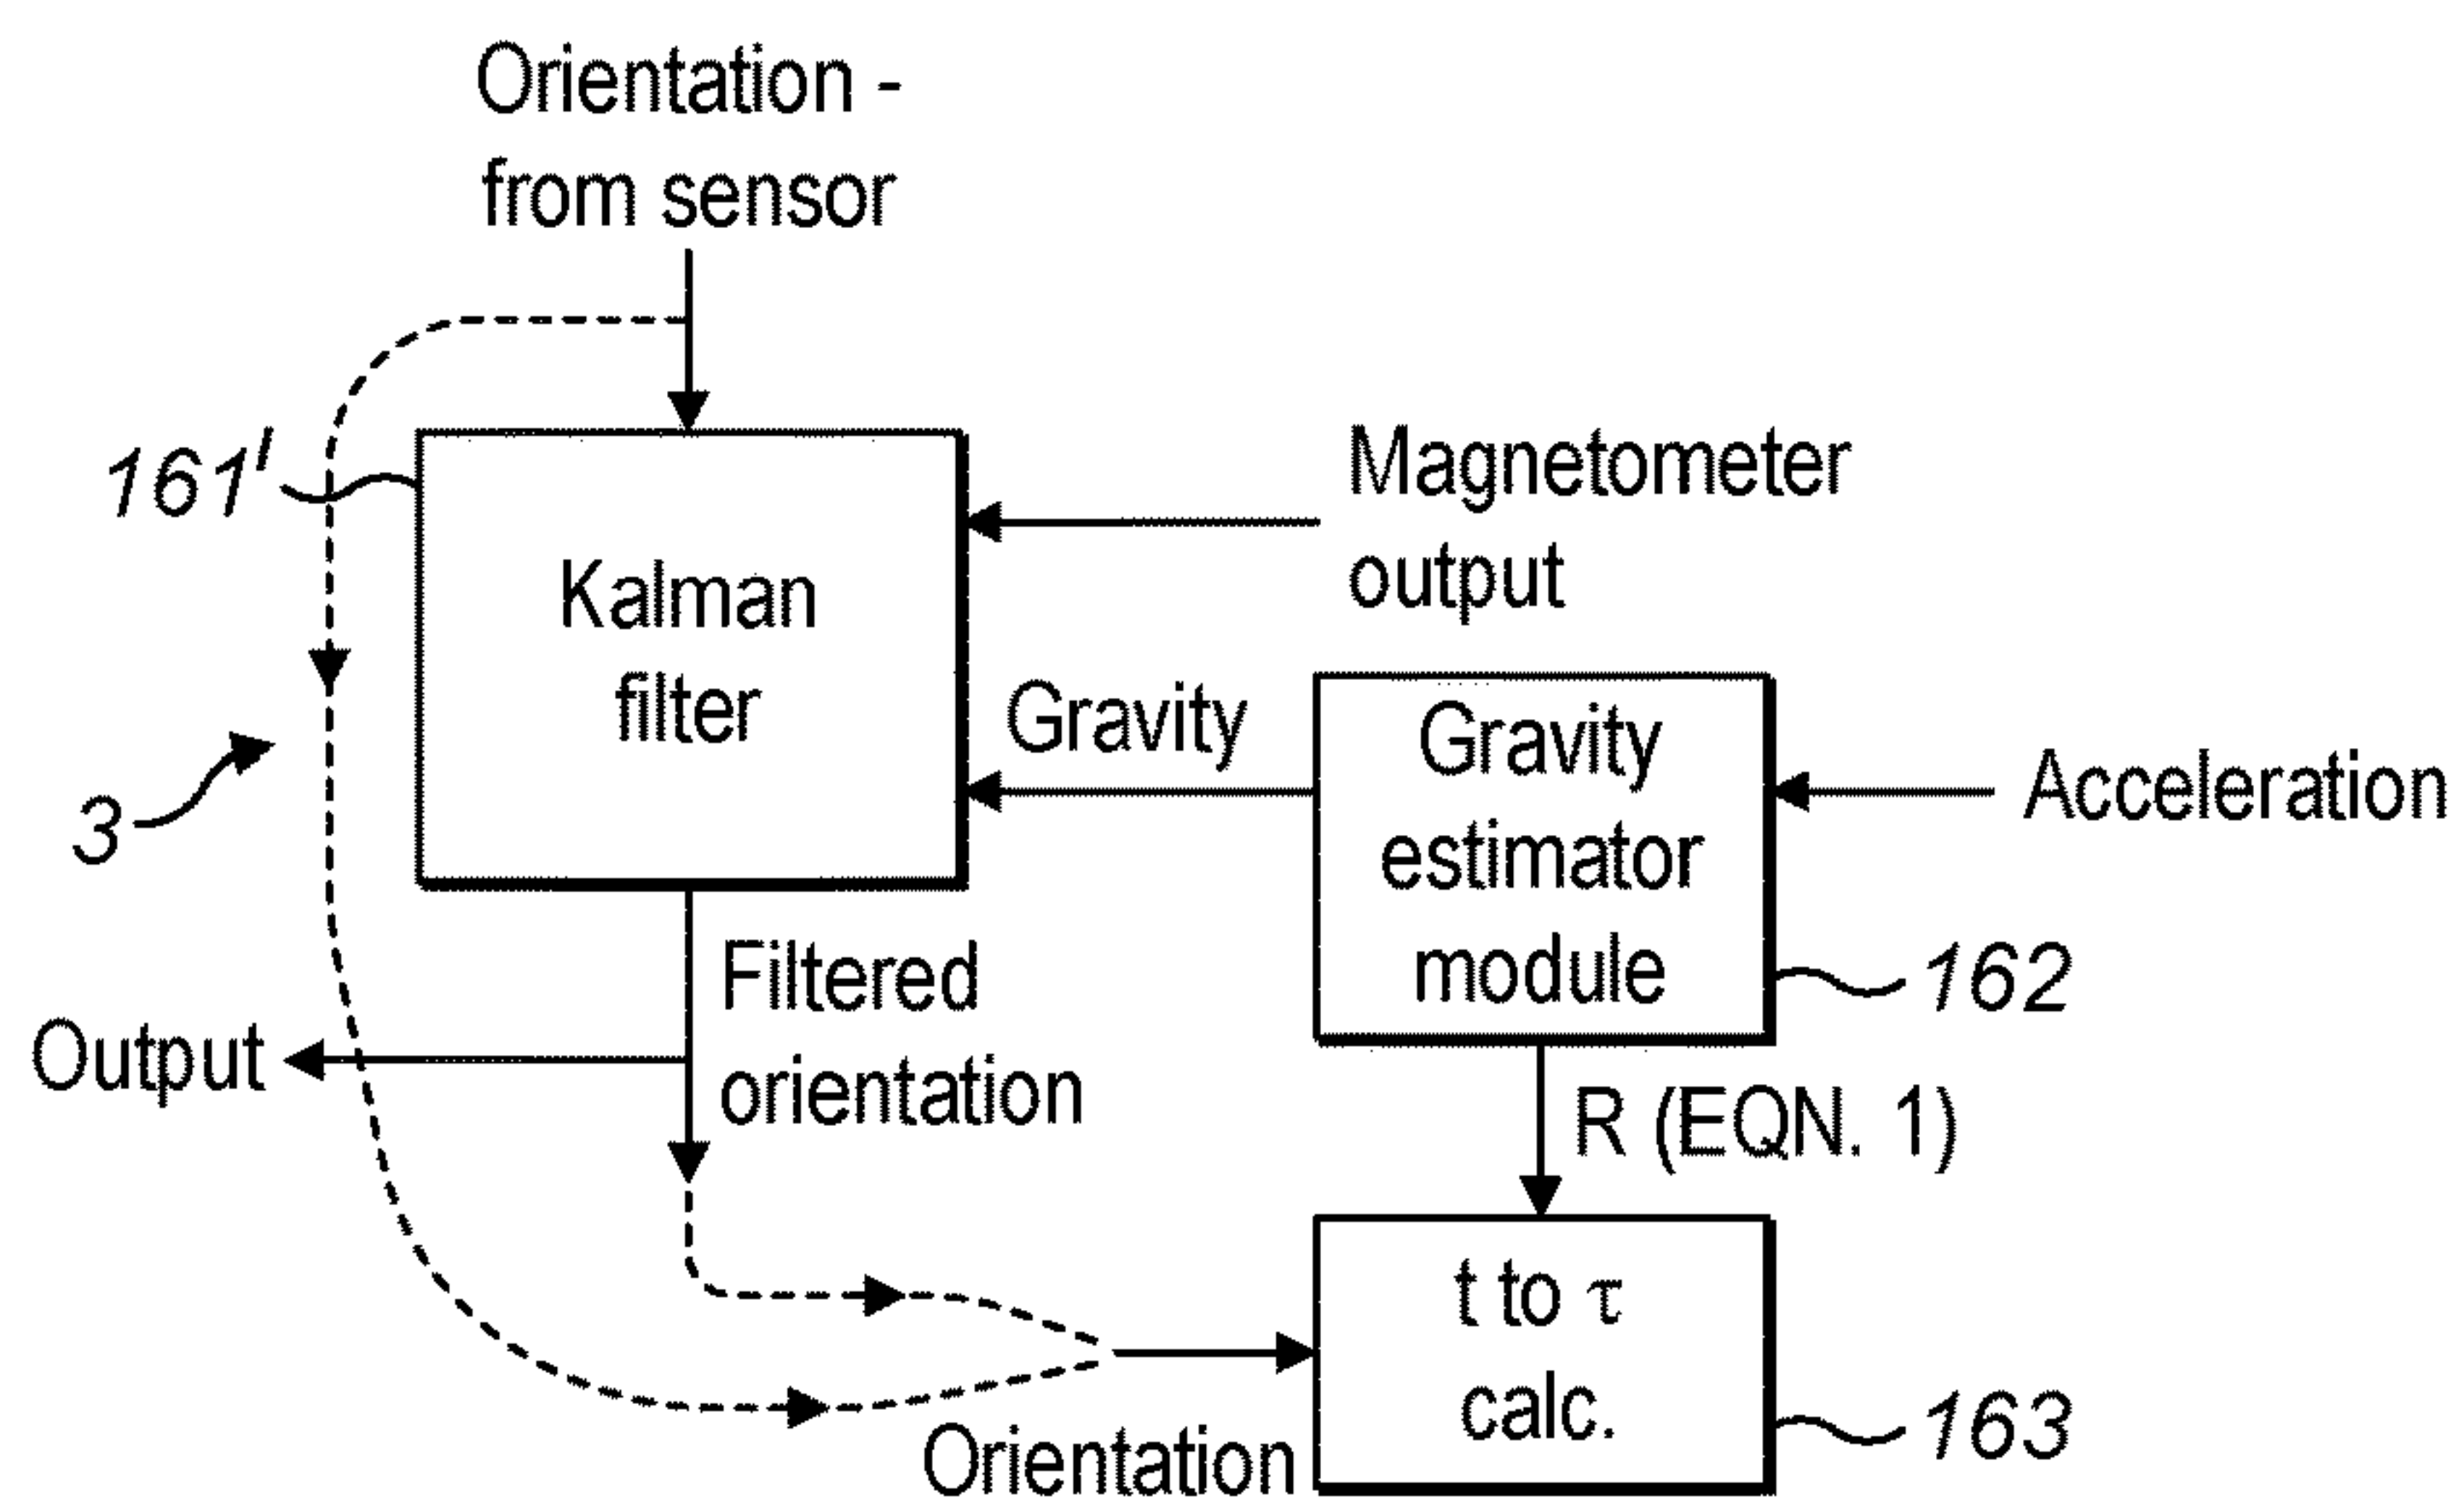 Orientation -
from sensor
161'
Magnetometer
output
Kalman
filter
Gravity
Gravity
estimator
module
Acceleration
3
162
Filtered
orientation
Output
R (EQN. 1)
t to τ
calc.
163
Orientation